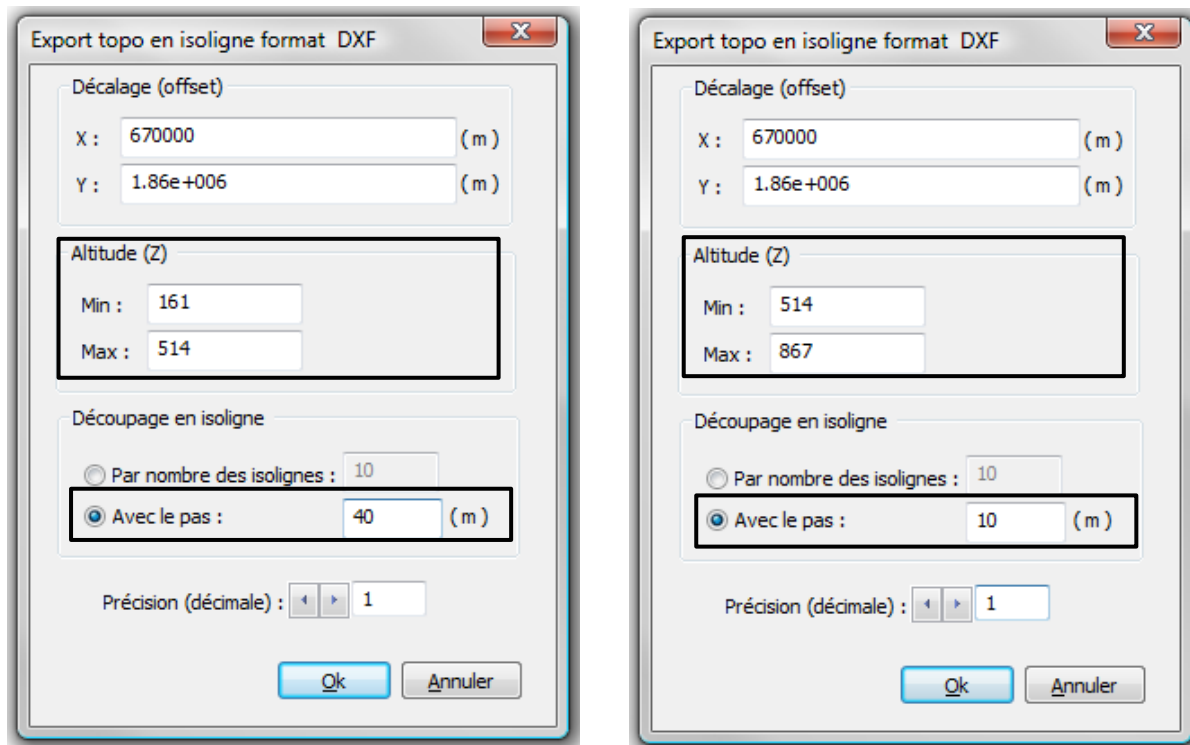 Export topo en isoligne format DXF
Décalage (offset)
X : 670000 ( m )
Y : 1.86e+006 ( m )
Altitude (Z)
Min : 161
Max : 514
Découpage en isoligne
Par nombre des isolignes : 10
Avec le pas : 40 ( m )
Précision (décimale) : 1
Ok Annuler
Export topo en isoligne format DXF
Décalage (offset)
X : 670000 ( m )
Y : 1.86e+006 ( m )
Altitude (Z)
Min : 514
Max : 867
Découpage en isoligne
Par nombre des isolignes : 10
Avec le pas : 10 ( m )
Précision (décimale) : 1
Ok Annuler